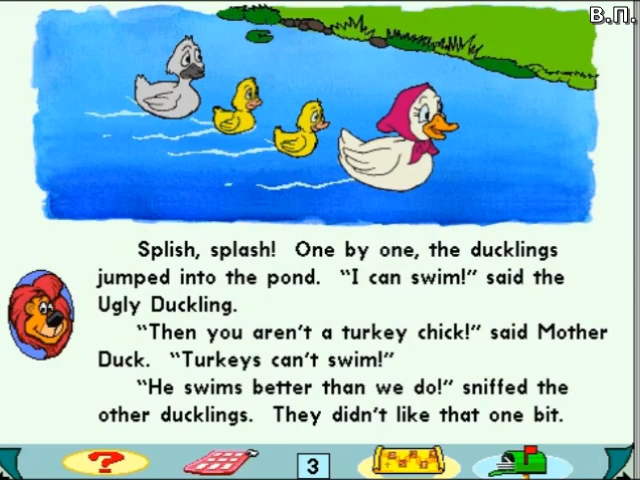 В.П.
Splish, splash! One by one, the ducklings
jumped into the pond. “I can swim!” said the
Ugly Duckling.
“Then you aren’t a turkey chick!” said Mother
Duck. “Turkeys can’t swim!”
“He swims better than we do!” sniffed the
other ducklings. They didn’t like that one bit.
?
3